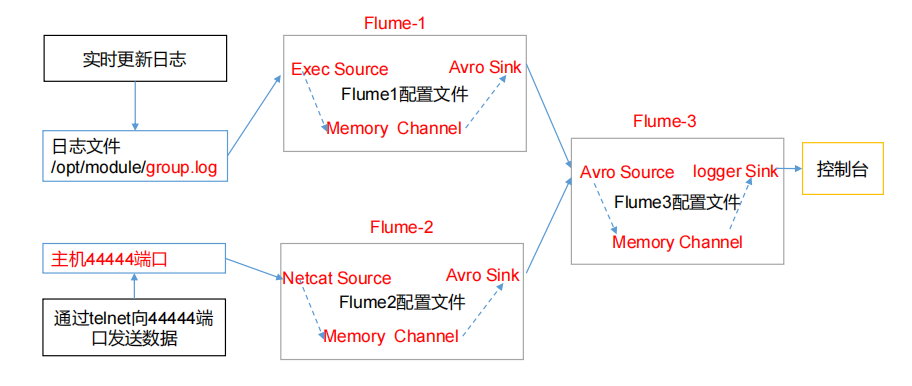 Flume-1
实时更新日志
Exec Source
Avro Sink
Flume1配置文件
Memory Channel
日志文件
/opt/module/group.log
Flume-3
Avro Source
logger Sink
Flume3配置文件
Memory Channel
控制台
Flume-2
主机44444端口
Netcat Source
Avro Sink
Flume2配置文件
Memory Channel
通过telnet向44444端
口发送数据